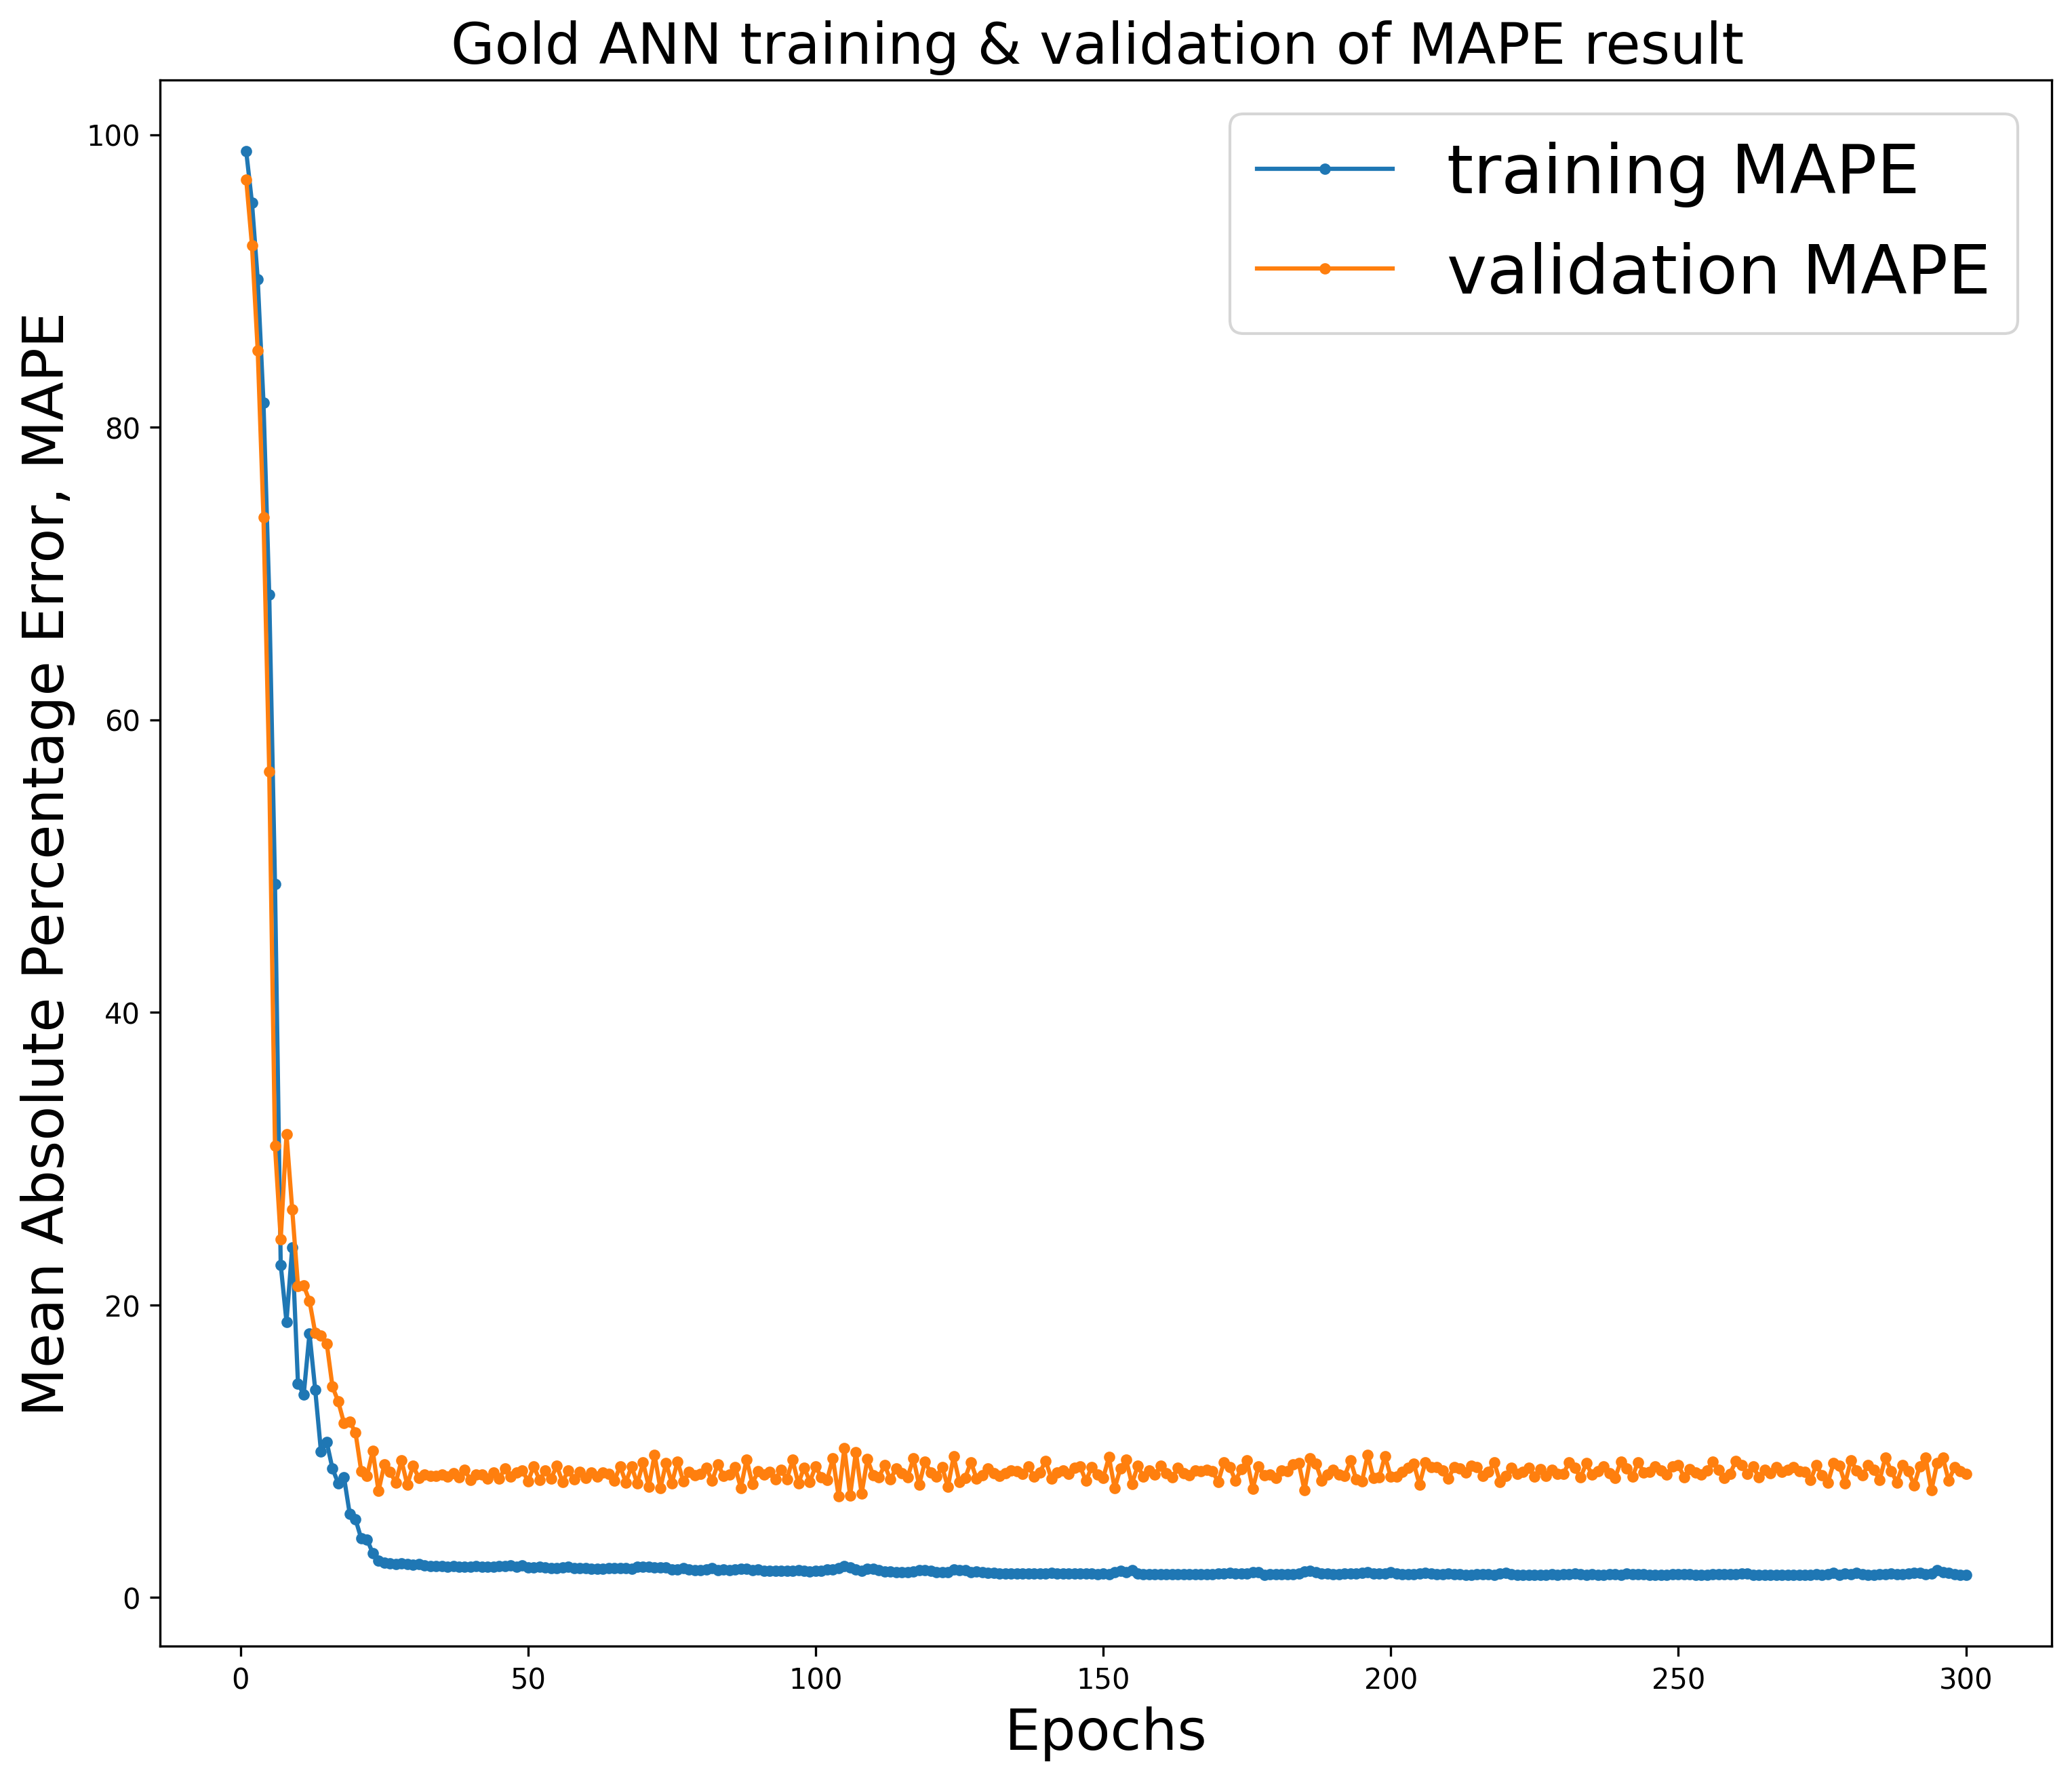 Gold ANN training & validation of MAPE result
training MAPE
validation MAPE
Mean Absolute Percentage Error, MAPE
100
80
60
40
20
0
0 50 100 150 200 250 300
Epochs